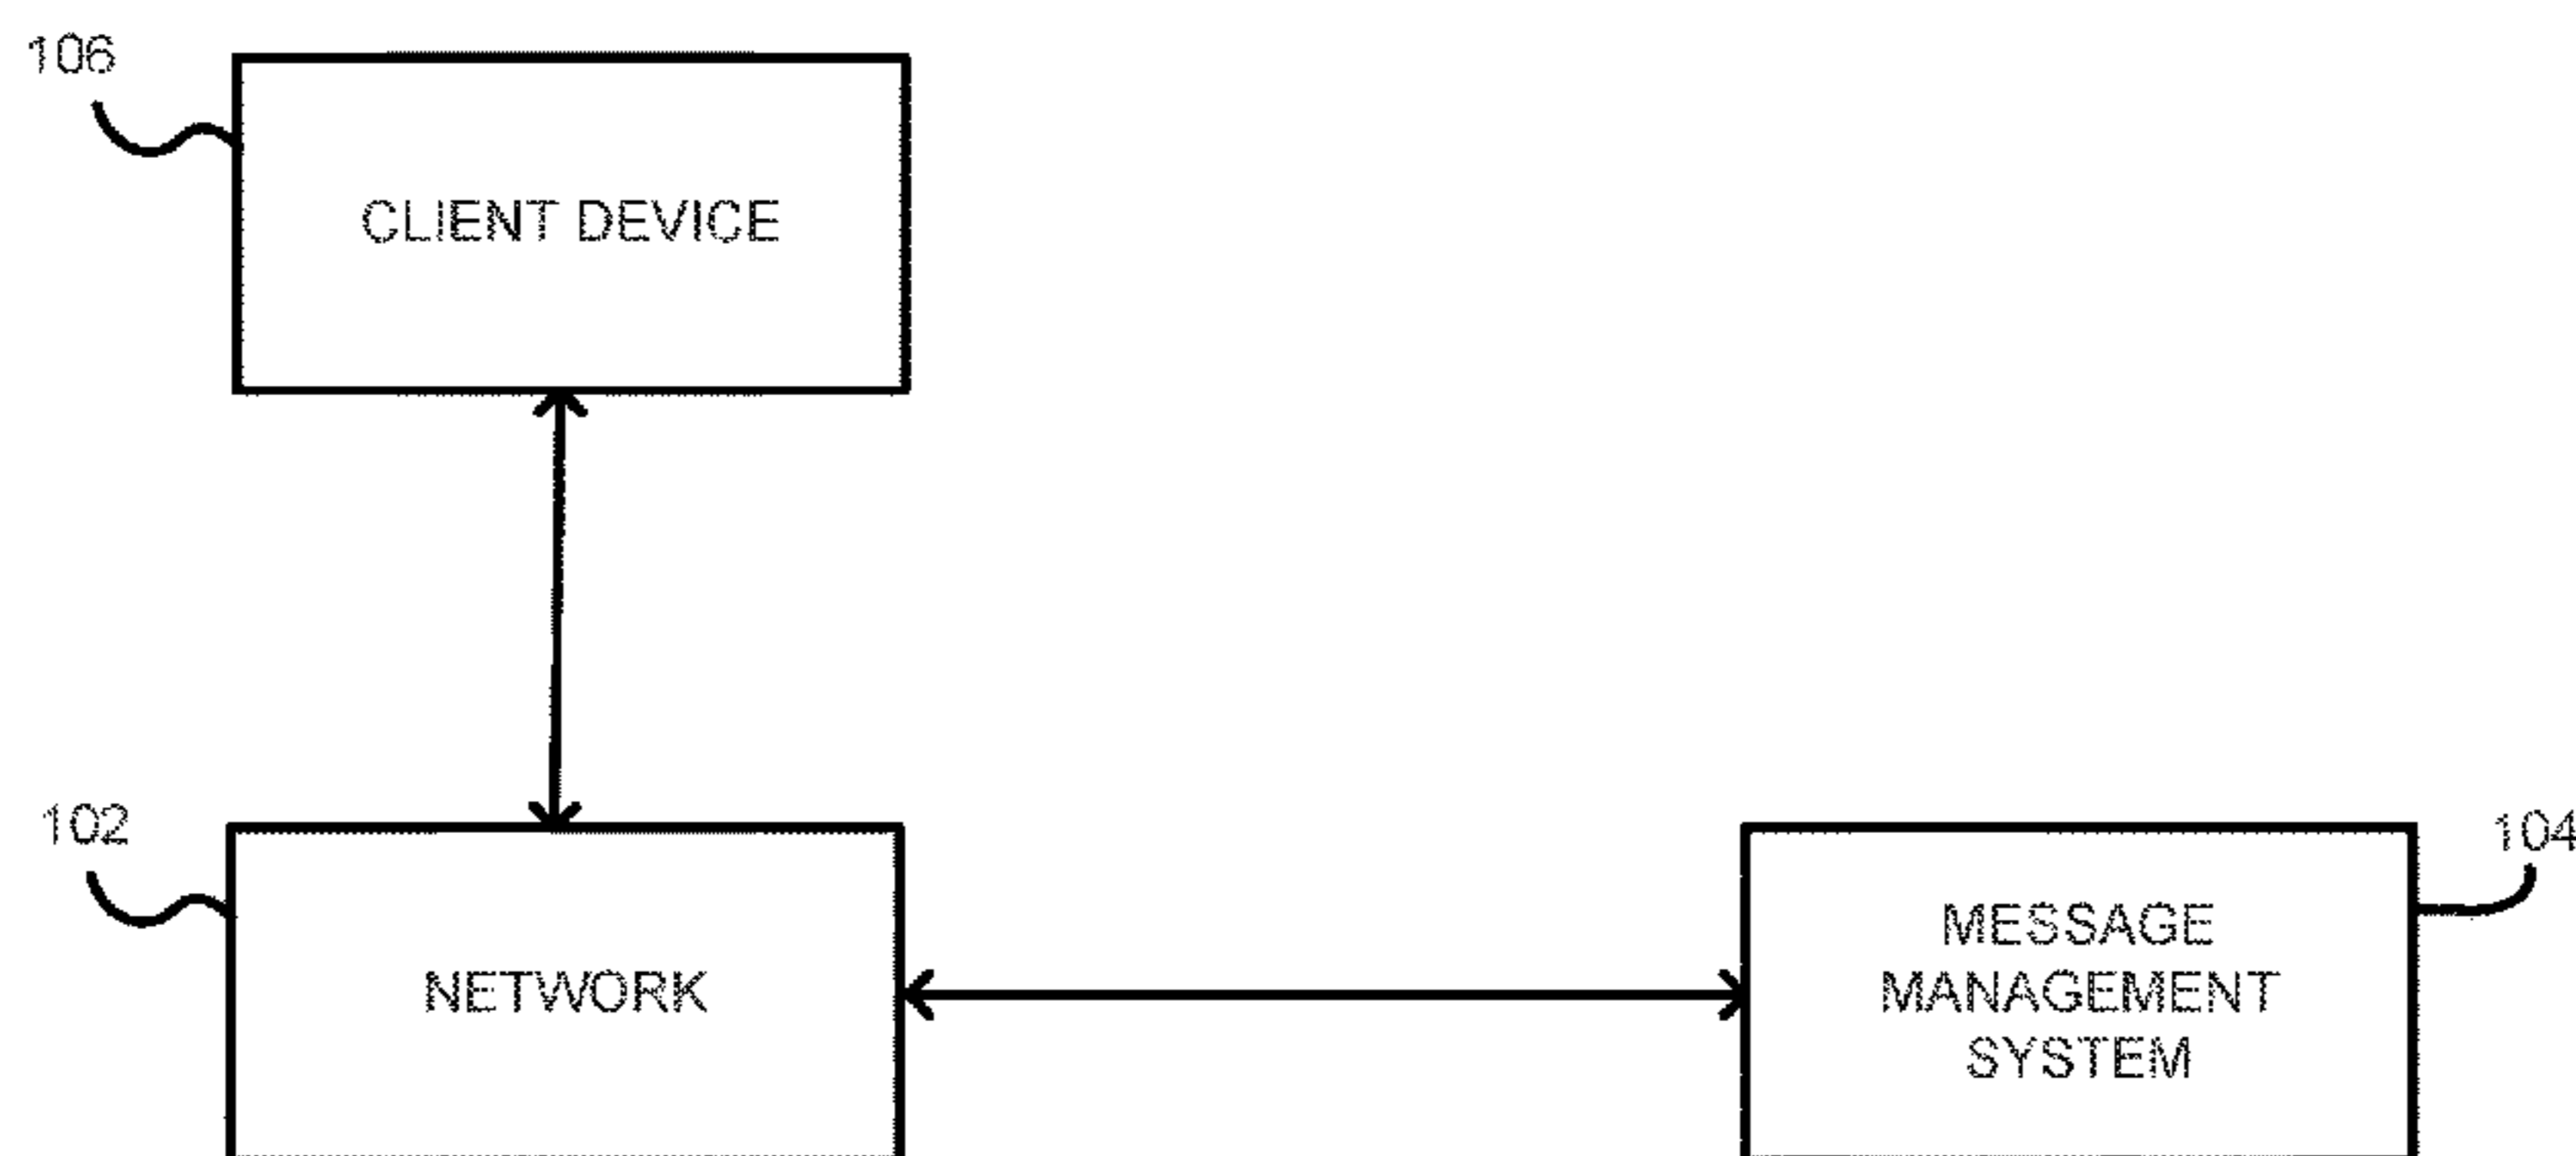 106
CLIENT DEVICE
102
NETWORK
104
MESSAGE
MANAGEMENT
SYSTEM